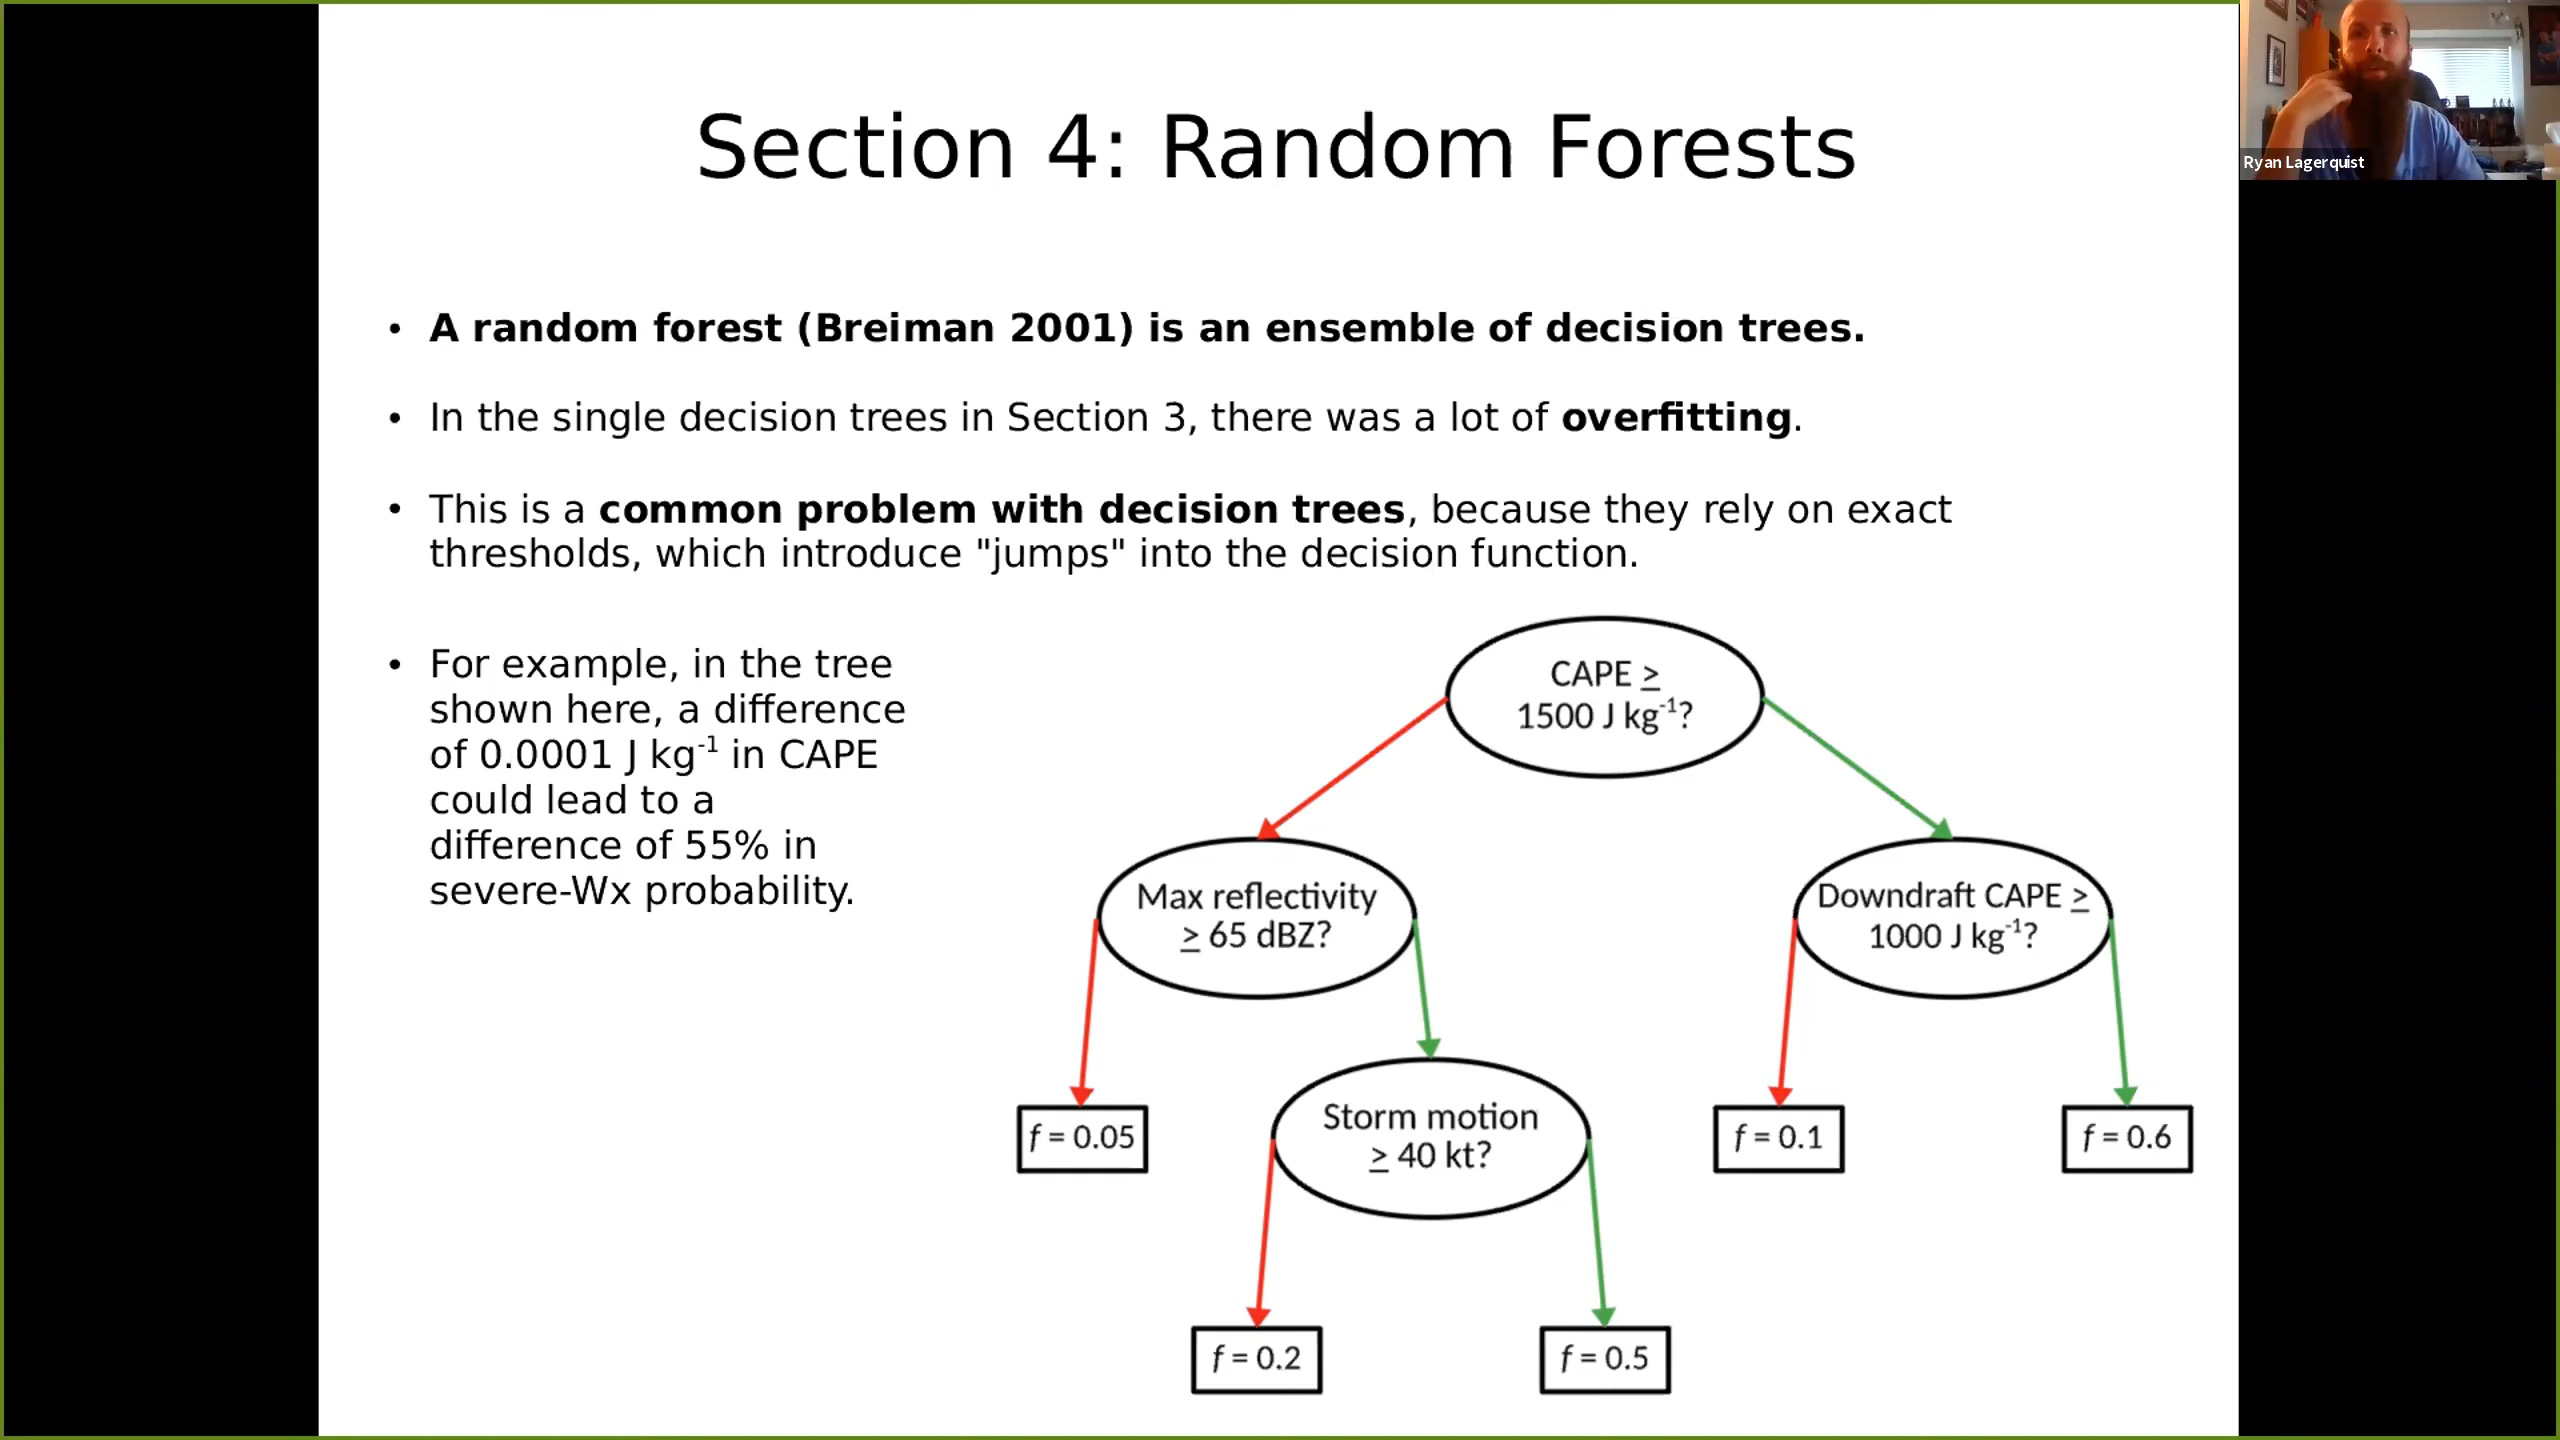 Section 4: Random Forests
Ryan Lagerquist
• A random forest (Breiman 2001) is an ensemble of decision trees.
• In the single decision trees in Section 3, there was a lot of overfitting.
• This is a common problem with decision trees, because they rely on exact
thresholds, which introduce "jumps" into the decision function.
• For example, in the tree
shown here, a difference
of 0.0001 J kg⁻¹ in CAPE
could lead to a
difference of 55% in
severe-Wx probability.
CAPE ≥
1500 J kg⁻¹?
Max reflectivity
≥ 65 dBZ?
Downdraft CAPE ≥
1000 J kg⁻¹?
f = 0.05
Storm motion
≥ 40 kt?
f = 0.1
f = 0.6
f = 0.2
f = 0.5